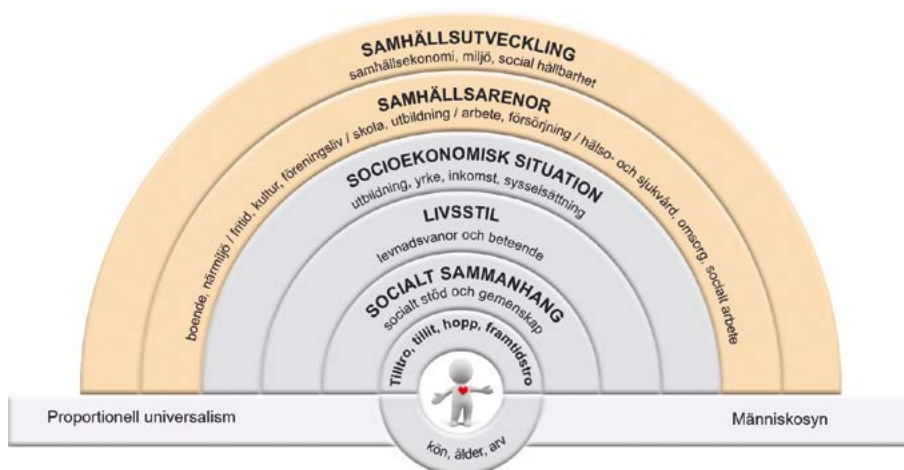 SAMHÄLLSUTVECKLING
samhällsekonomi, miljö, social hållbarhet
SAMHÄLLSARENOR
boende, närmiljö / fritid, kultur, föreningsliv / skola, utbildning / arbete, försörjning / hälso- och sjukvård, omsorg, socialt arbete
SOCIOEKONOMISK SITUATION
utbildning, yrke, inkomst, sysselsättning
LIVSSTIL
levnadsvanor och beteende
SOCIALT SAMMANHANG
socialt stöd och gemenskap
Tilltro, tillit, hopp, framtidstro
Proportionell universalism
Människosyn
kön, ålder, arv